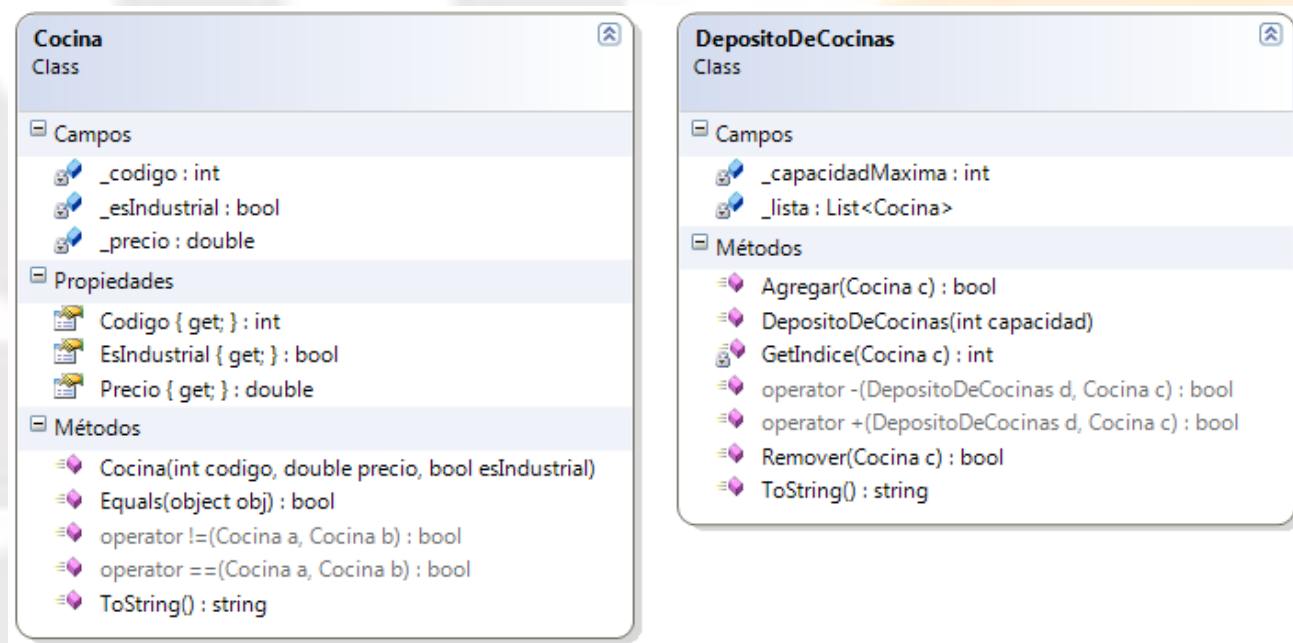 Cocina
Class
Campos
_codigo : int
_esIndustrial : bool
_precio : double
Propiedades
Codigo { get; } : int
EsIndustrial { get; } : bool
Precio { get; } : double
Métodos
Cocina(int codigo, double precio, bool esIndustrial)
Equals(object obj) : bool
operator !=(Cocina a, Cocina b) : bool
operator ==(Cocina a, Cocina b) : bool
ToString() : string
DepositoDeCocinas
Class
Campos
_capacidadMaxima : int
_lista : List<Cocina>
Métodos
Agregar(Cocina c) : bool
DepositoDeCocinas(int capacidad)
GetIndice(Cocina c) : int
operator -(DepositoDeCocinas d, Cocina c) : bool
operator +(DepositoDeCocinas d, Cocina c) : bool
Remover(Cocina c) : bool
ToString() : string